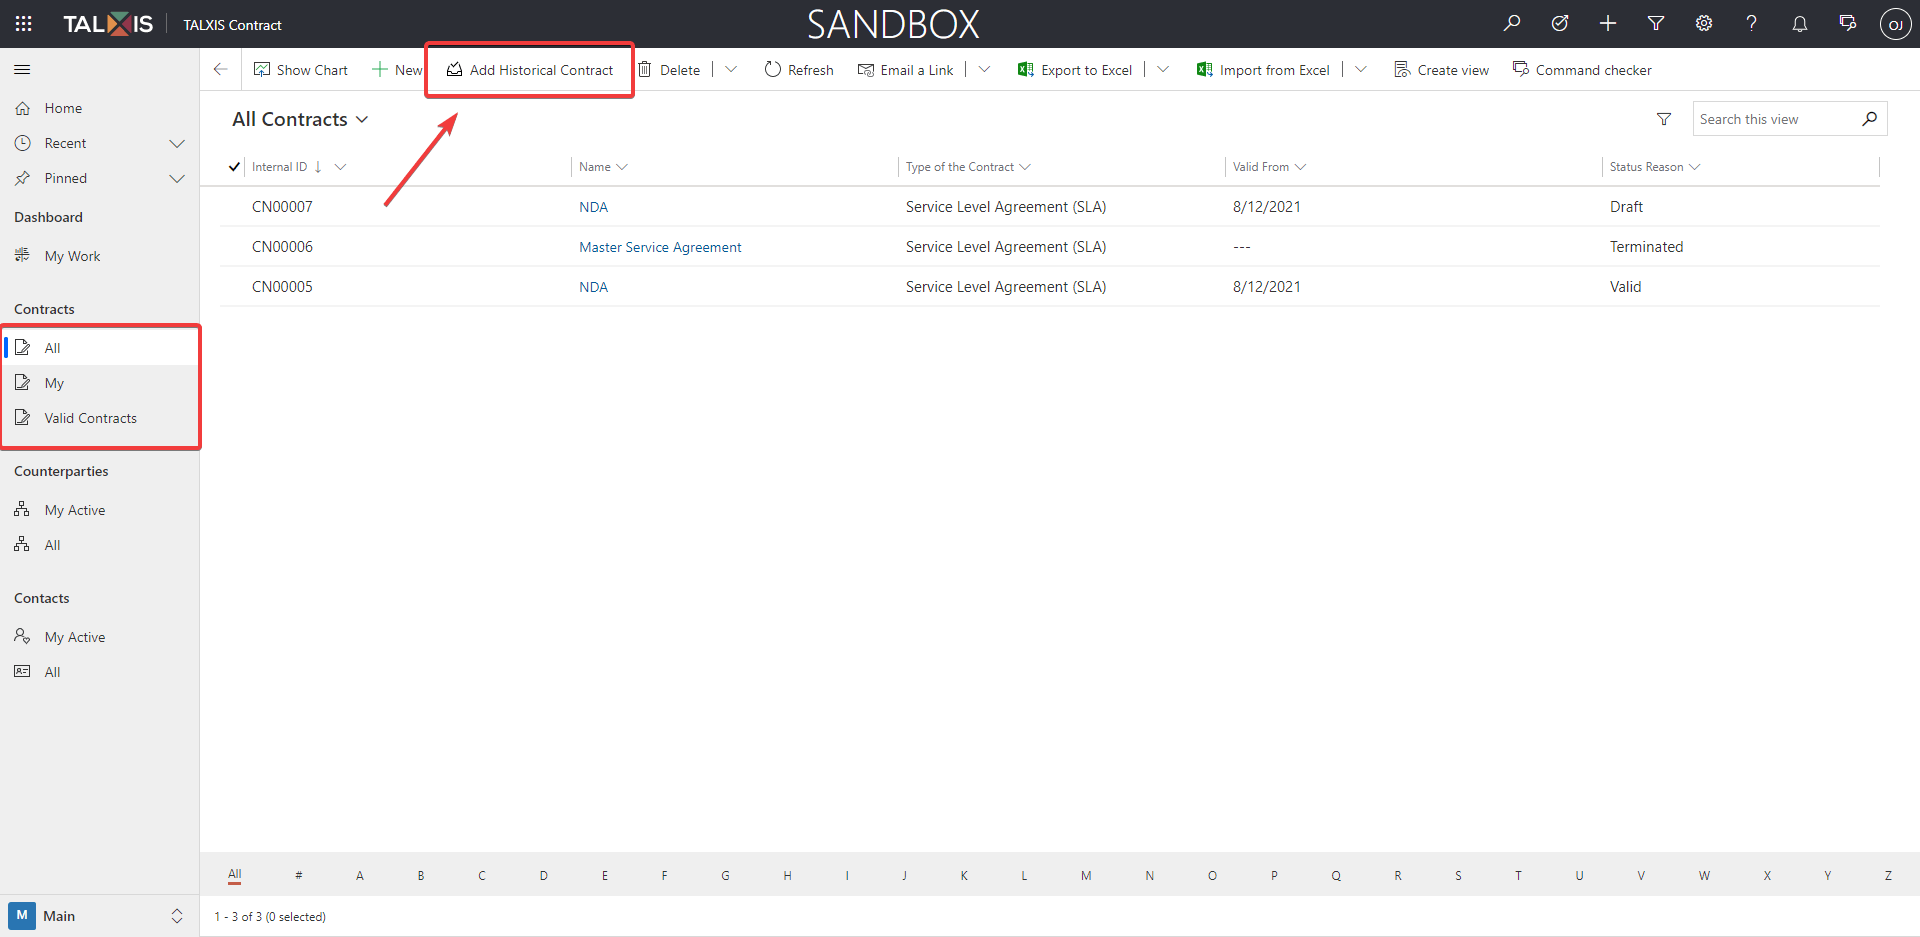 TALXIS TALXIS Contract SANDBOX OJ
Show Chart New Add Historical Contract Delete Refresh Email a Link Export to Excel Import from Excel Create view Command checker
Home
Recent
Pinned
Dashboard
My Work
Contracts
All
My
Valid Contracts
Counterparties
My Active
All
Contacts
My Active
All
M Main
All Contracts
Search this view
Internal ID Name Type of the Contract Valid From Status Reason
CN00007 NDA Service Level Agreement (SLA) 8/12/2021 Draft
CN00006 Master Service Agreement Service Level Agreement (SLA) --- Terminated
CN00005 NDA Service Level Agreement (SLA) 8/12/2021 Valid
All # A B C D E F G H I J K L M N O P Q R S T U V W X Y Z
1 - 3 of 3 (0 selected)